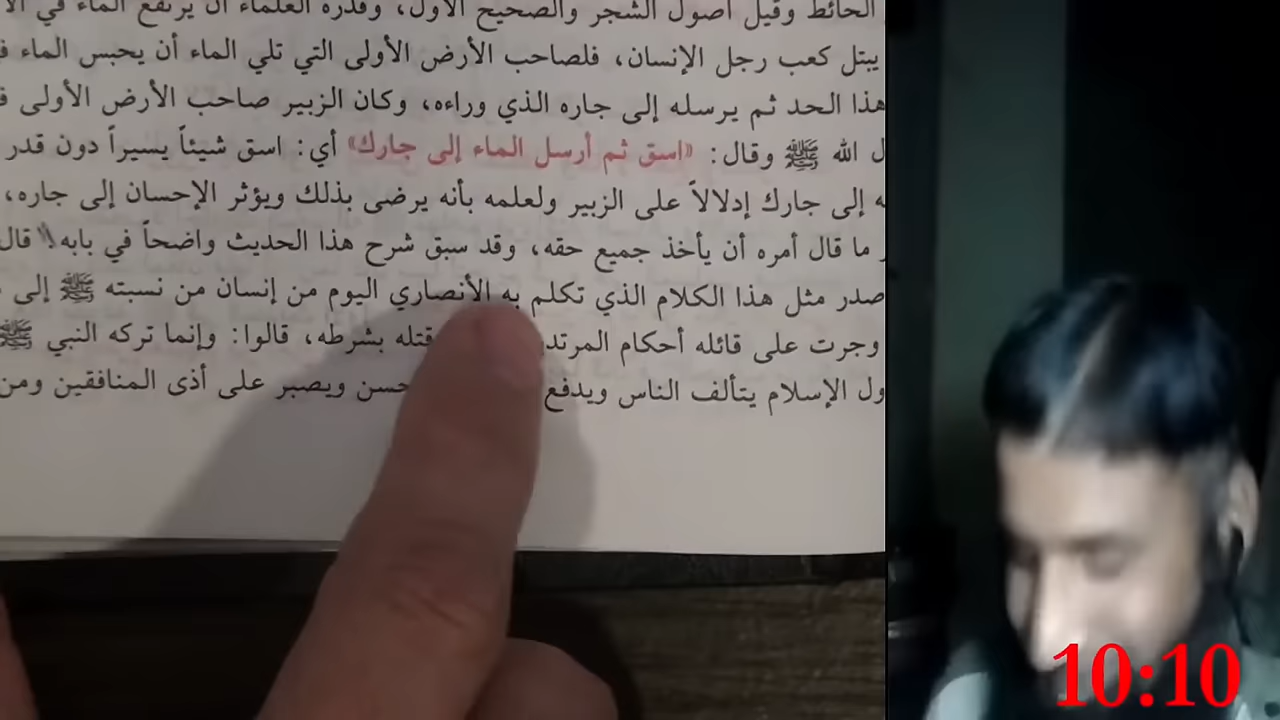 الحائط وقيل أصول الشجر والصحيح الأول، وقدره العلماء أن يرتفع الماء في
يبتل كعب رجل الإنسان، فلصاحب الأرض الأولى التي تلي الماء أن يحبس الماء
هذا الحد ثم يرسله إلى جاره الذي وراءه، وكان الزبير صاحب الأرض الأولى
الله ﷺ وقال: «اسق ثم أرسل الماء إلى جارك» أي: اسق شيئاً يسيراً دون قدر
إلى جارك إدلالاً على الزبير ولعلمه بأنه يرضى بذلك ويؤثر الإحسان إلى جاره،
ما قال أمره أن يأخذ جميع حقه، وقد سبق شرح هذا الحديث واضحاً في بابه. قال
صدر مثل هذا الكلام الذي تكلم به الأنصاري اليوم من إنسان من نسبته ﷺ إلى
وجرت على قائله أحكام قتله بشرطه، قالوا: وإنما تركه النبي ﷺ
الإسلام يتألف الناس ويدفع ويصبر على أذى المنافقين ومن
10:10